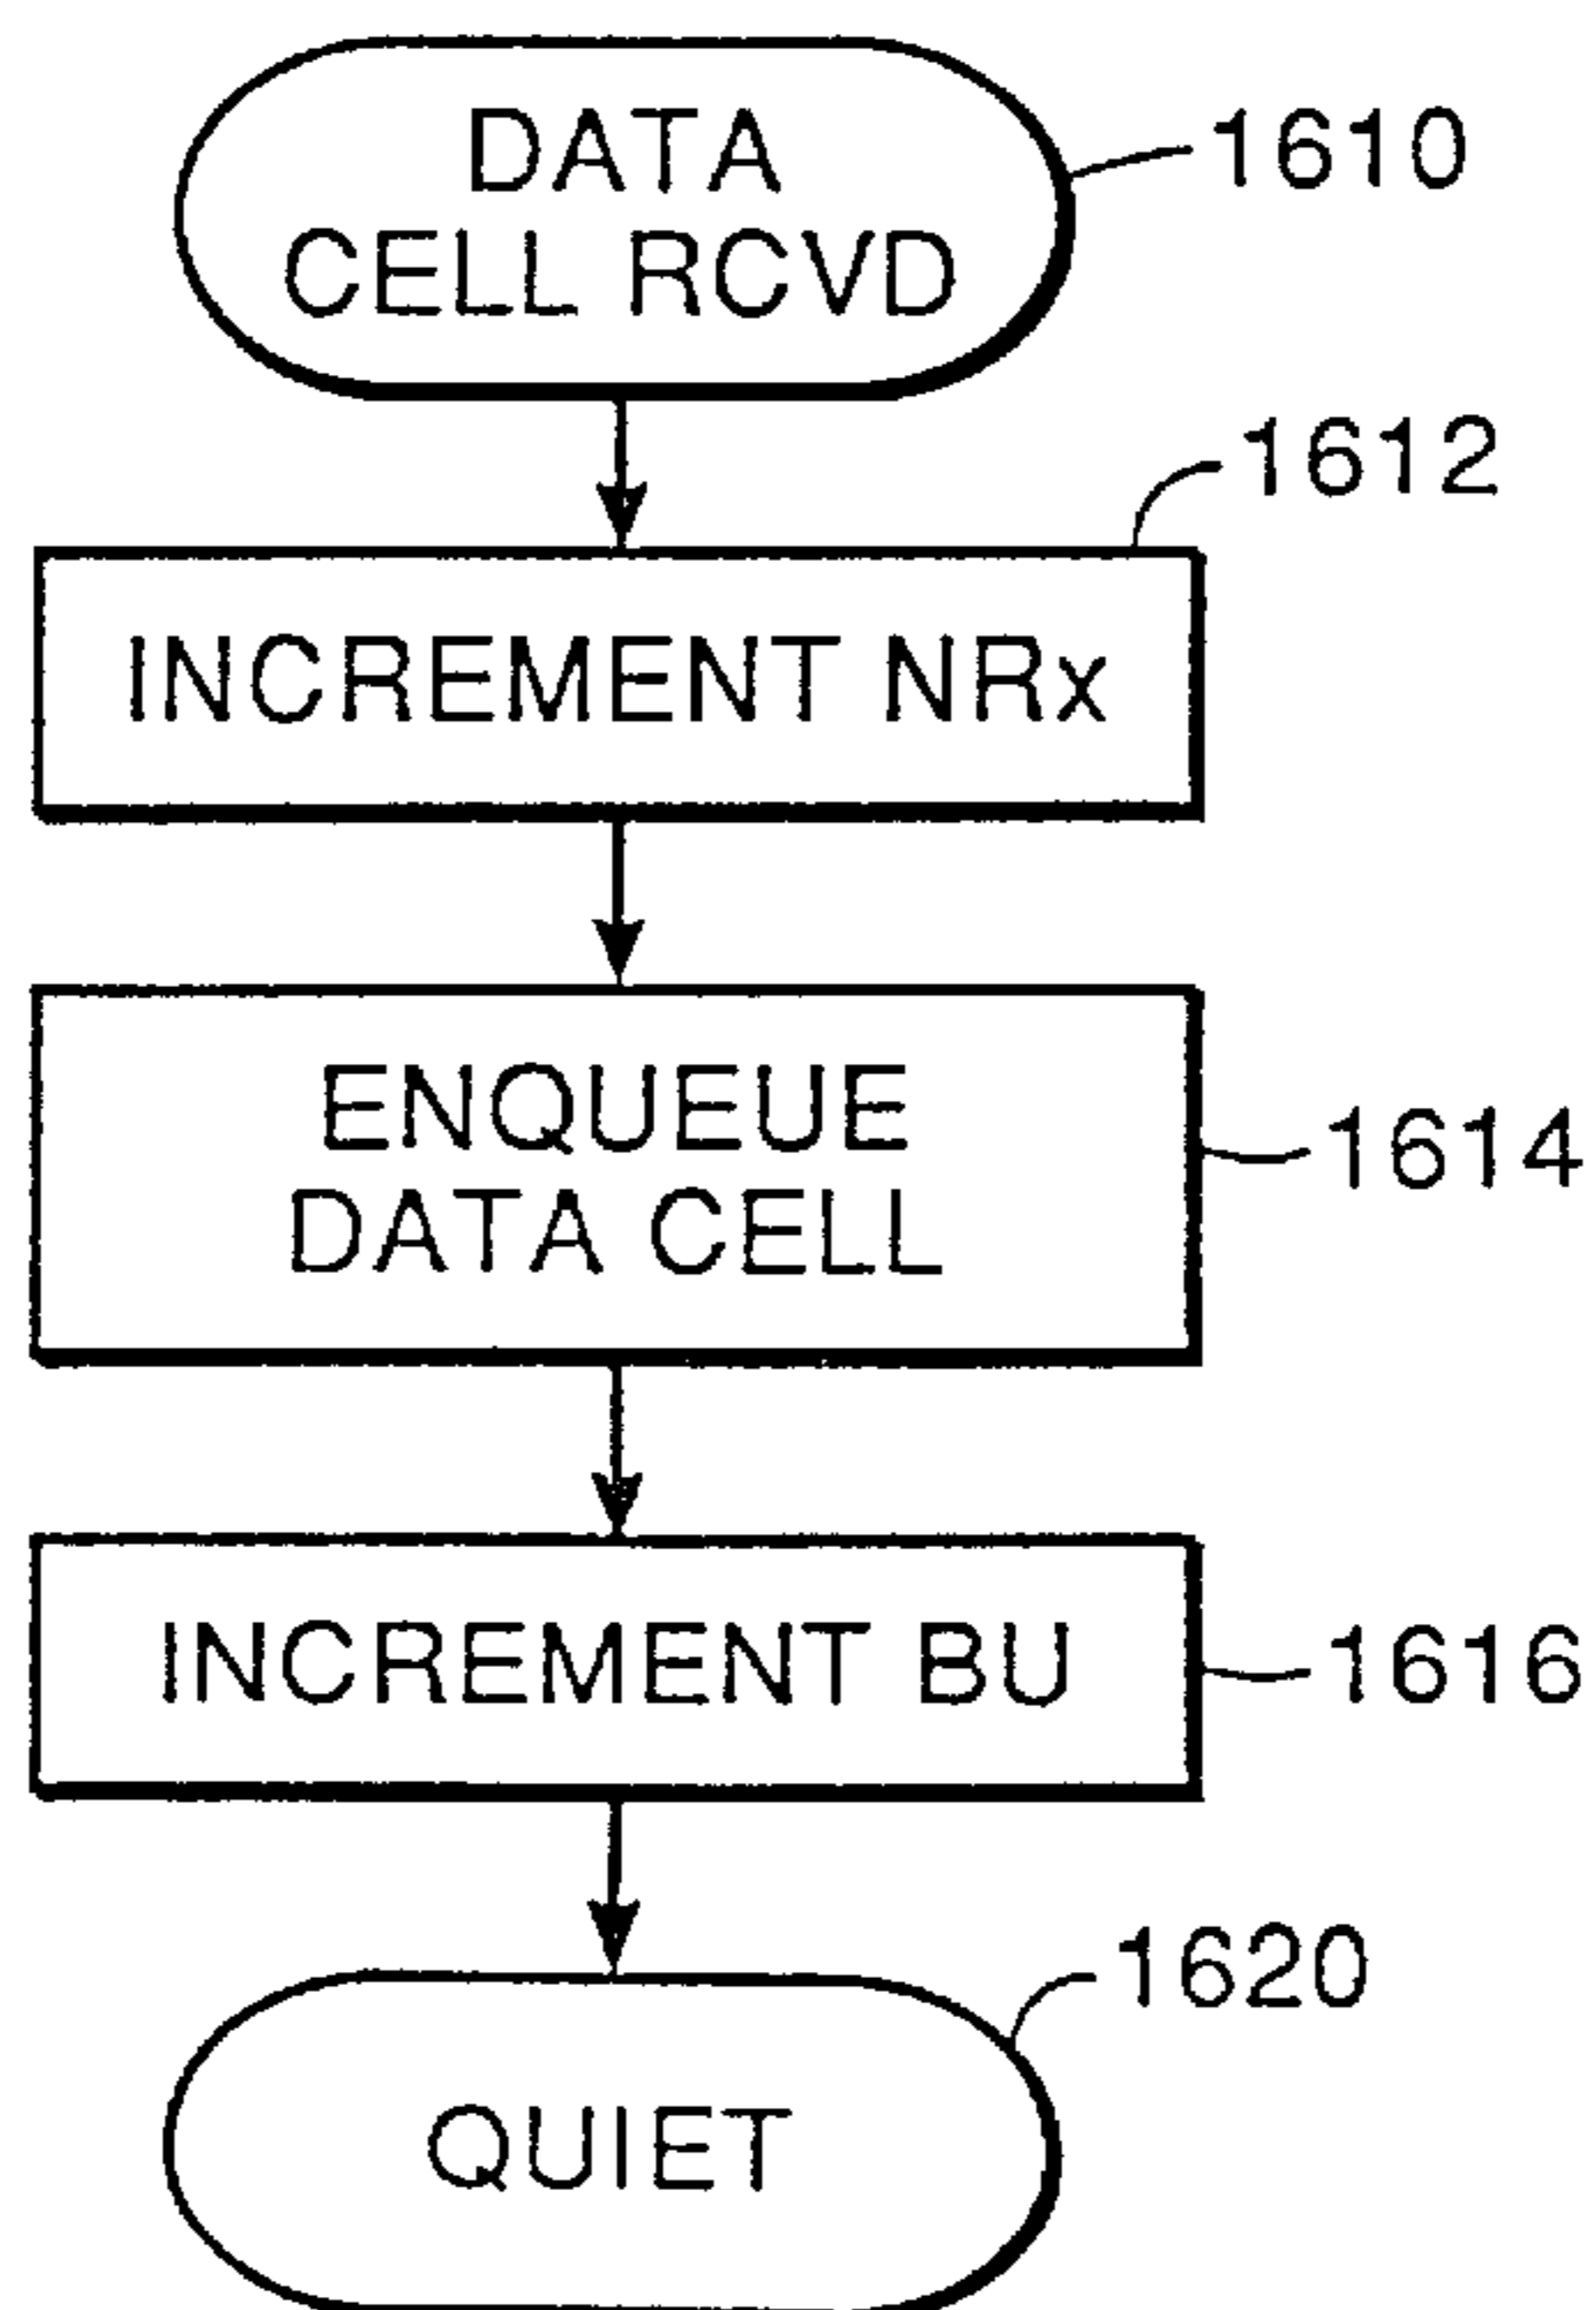 DATA
CELL RCVD
1610
1612
INCREMENT NRx
ENQUEUE
DATA CELL
1614
INCREMENT BU
1616
1620
QUIET